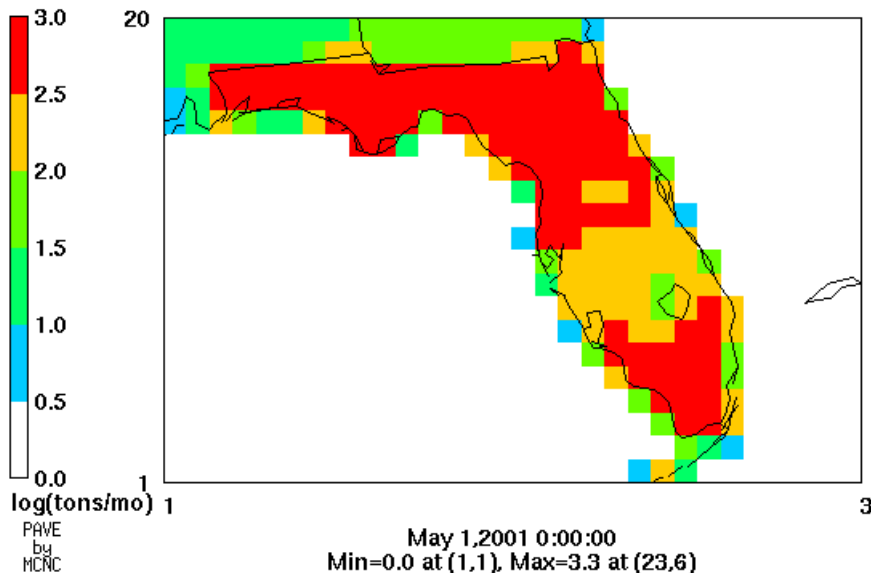 3.0
2.5
2.0
1.5
1.0
0.5
0.0
log(tons/mo)
PAVE
by
MCNC
20
1
1
3
May 1,2001 0:00:00
Min=0.0 at (1,1), Max=3.3 at (23,6)